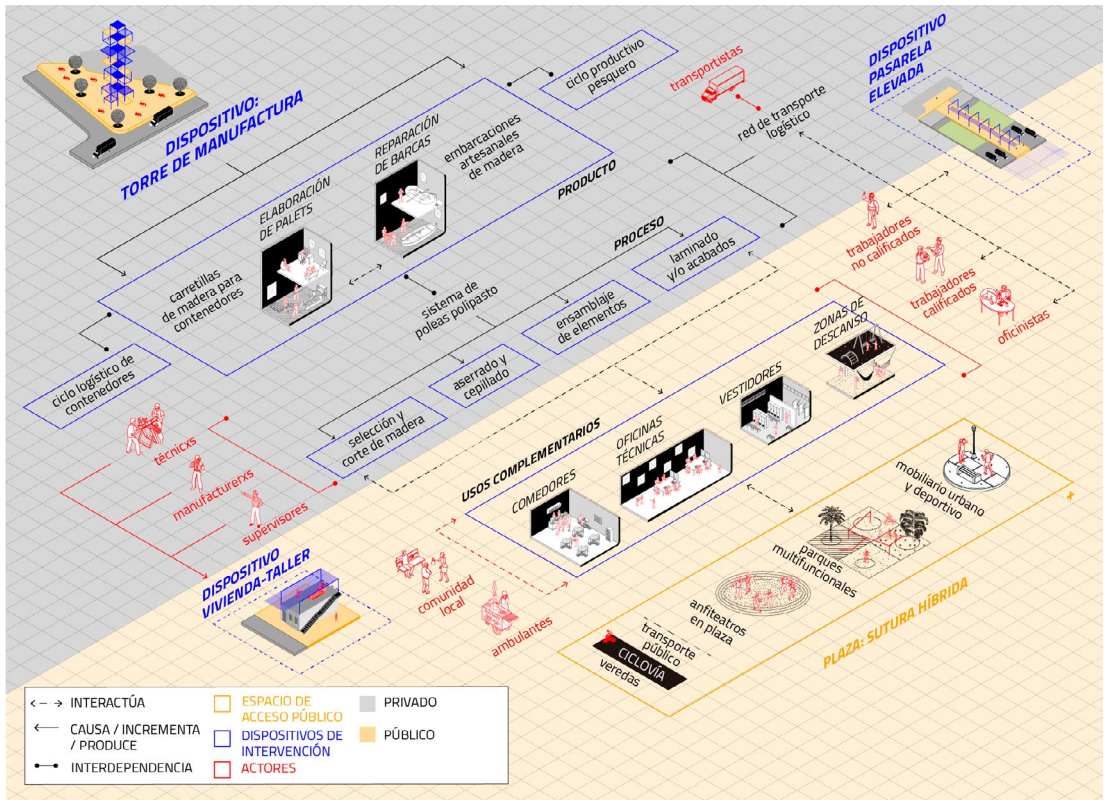 DISPOSITIVO:
TORRE DE MANUFACTURA
ciclo productivo
pesquero
transportistas
red de transporte
logístico
DISPOSITIVO
PASARELA
ELEVADA
REPARACIÓN
DE BARCAS
embarcaciones
artesanales
de madera
ELABORACIÓN
DE PALETS
PRODUCTO
carretillas
de madera para
contenedores
PROCESO
laminado
y/o acabados
sistema de
poleas polipasto
ensamblaje
de elementos
aserrado y
cepillado
selección y
corte de madera
ciclo logístico de
contenedores
trabajadores
no calificados
trabajadores
calificados
oficinistas
técnicxs
manufacturerxs
supervisores
USOS COMPLEMENTARIOS
COMEDORES
OFICINAS
TÉCNICAS
VESTIDORES
ZONAS DE
DESCANSO
DISPOSITIVO
VIVIENDA-TALLER
comunidad
local
ambulantes
mobiliario urbano
y deportivo
parques
multifuncionales
anfiteatros
en plaza
transporte
público
CICLOVÍA
veredas
PLAZA: SUTURA HÍBRIDA
INTERACTÚA
CAUSA / INCREMENTA
/ PRODUCE
INTERDEPENDENCIA
ESPACIO DE
ACCESO PÚBLICO
DISPOSITIVOS DE
INTERVENCIÓN
ACTORES
PRIVADO
PÚBLICO